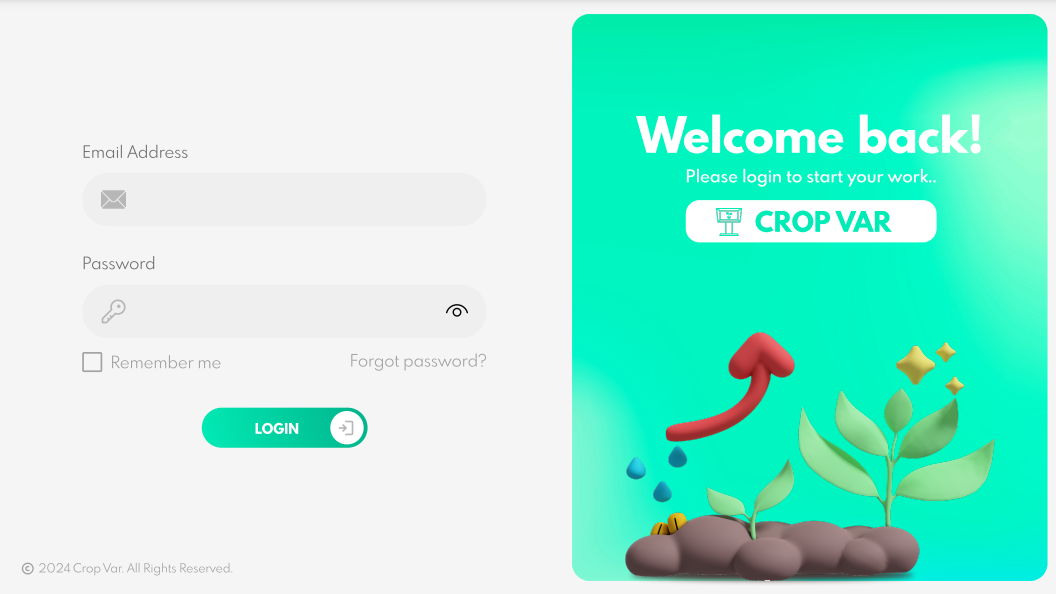 Email Address
Password
Remember me
Forgot password?
LOGIN
© 2024 Crop Var. All Rights Reserved.
Welcome back!
Please login to start your work..
CROP VAR